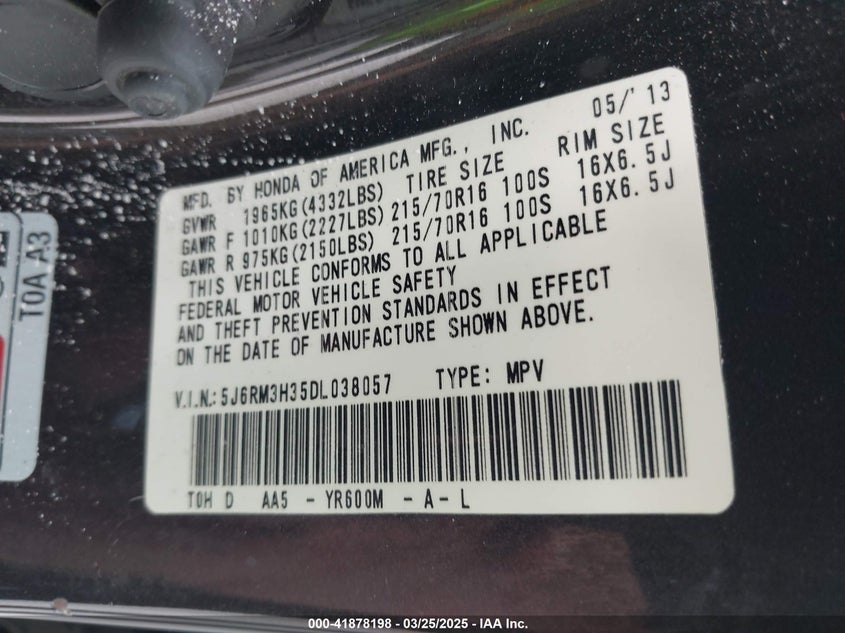 MFD. BY HONDA OF AMERICA MFG., INC. 05/'13
GVWR 1965KG(4332LBS) TIRE SIZE RIM SIZE
GAWR F 1010KG(2227LBS) 215/70R16 100S 16X6.5J
GAWR R 975KG(2150LBS) 215/70R16 100S 16X6.5J
THIS VEHICLE CONFORMS TO ALL APPLICABLE
FEDERAL MOTOR VEHICLE SAFETY
AND THEFT PREVENTION STANDARDS IN EFFECT
ON THE DATE OF MANUFACTURE SHOWN ABOVE.
V.I.N.: 5J6RM3H35DL038057 TYPE: MPV
TOH D AA5 - YR600M - A - L
TOA A3
000-41878198 - 03/25/2025 - IAA Inc.